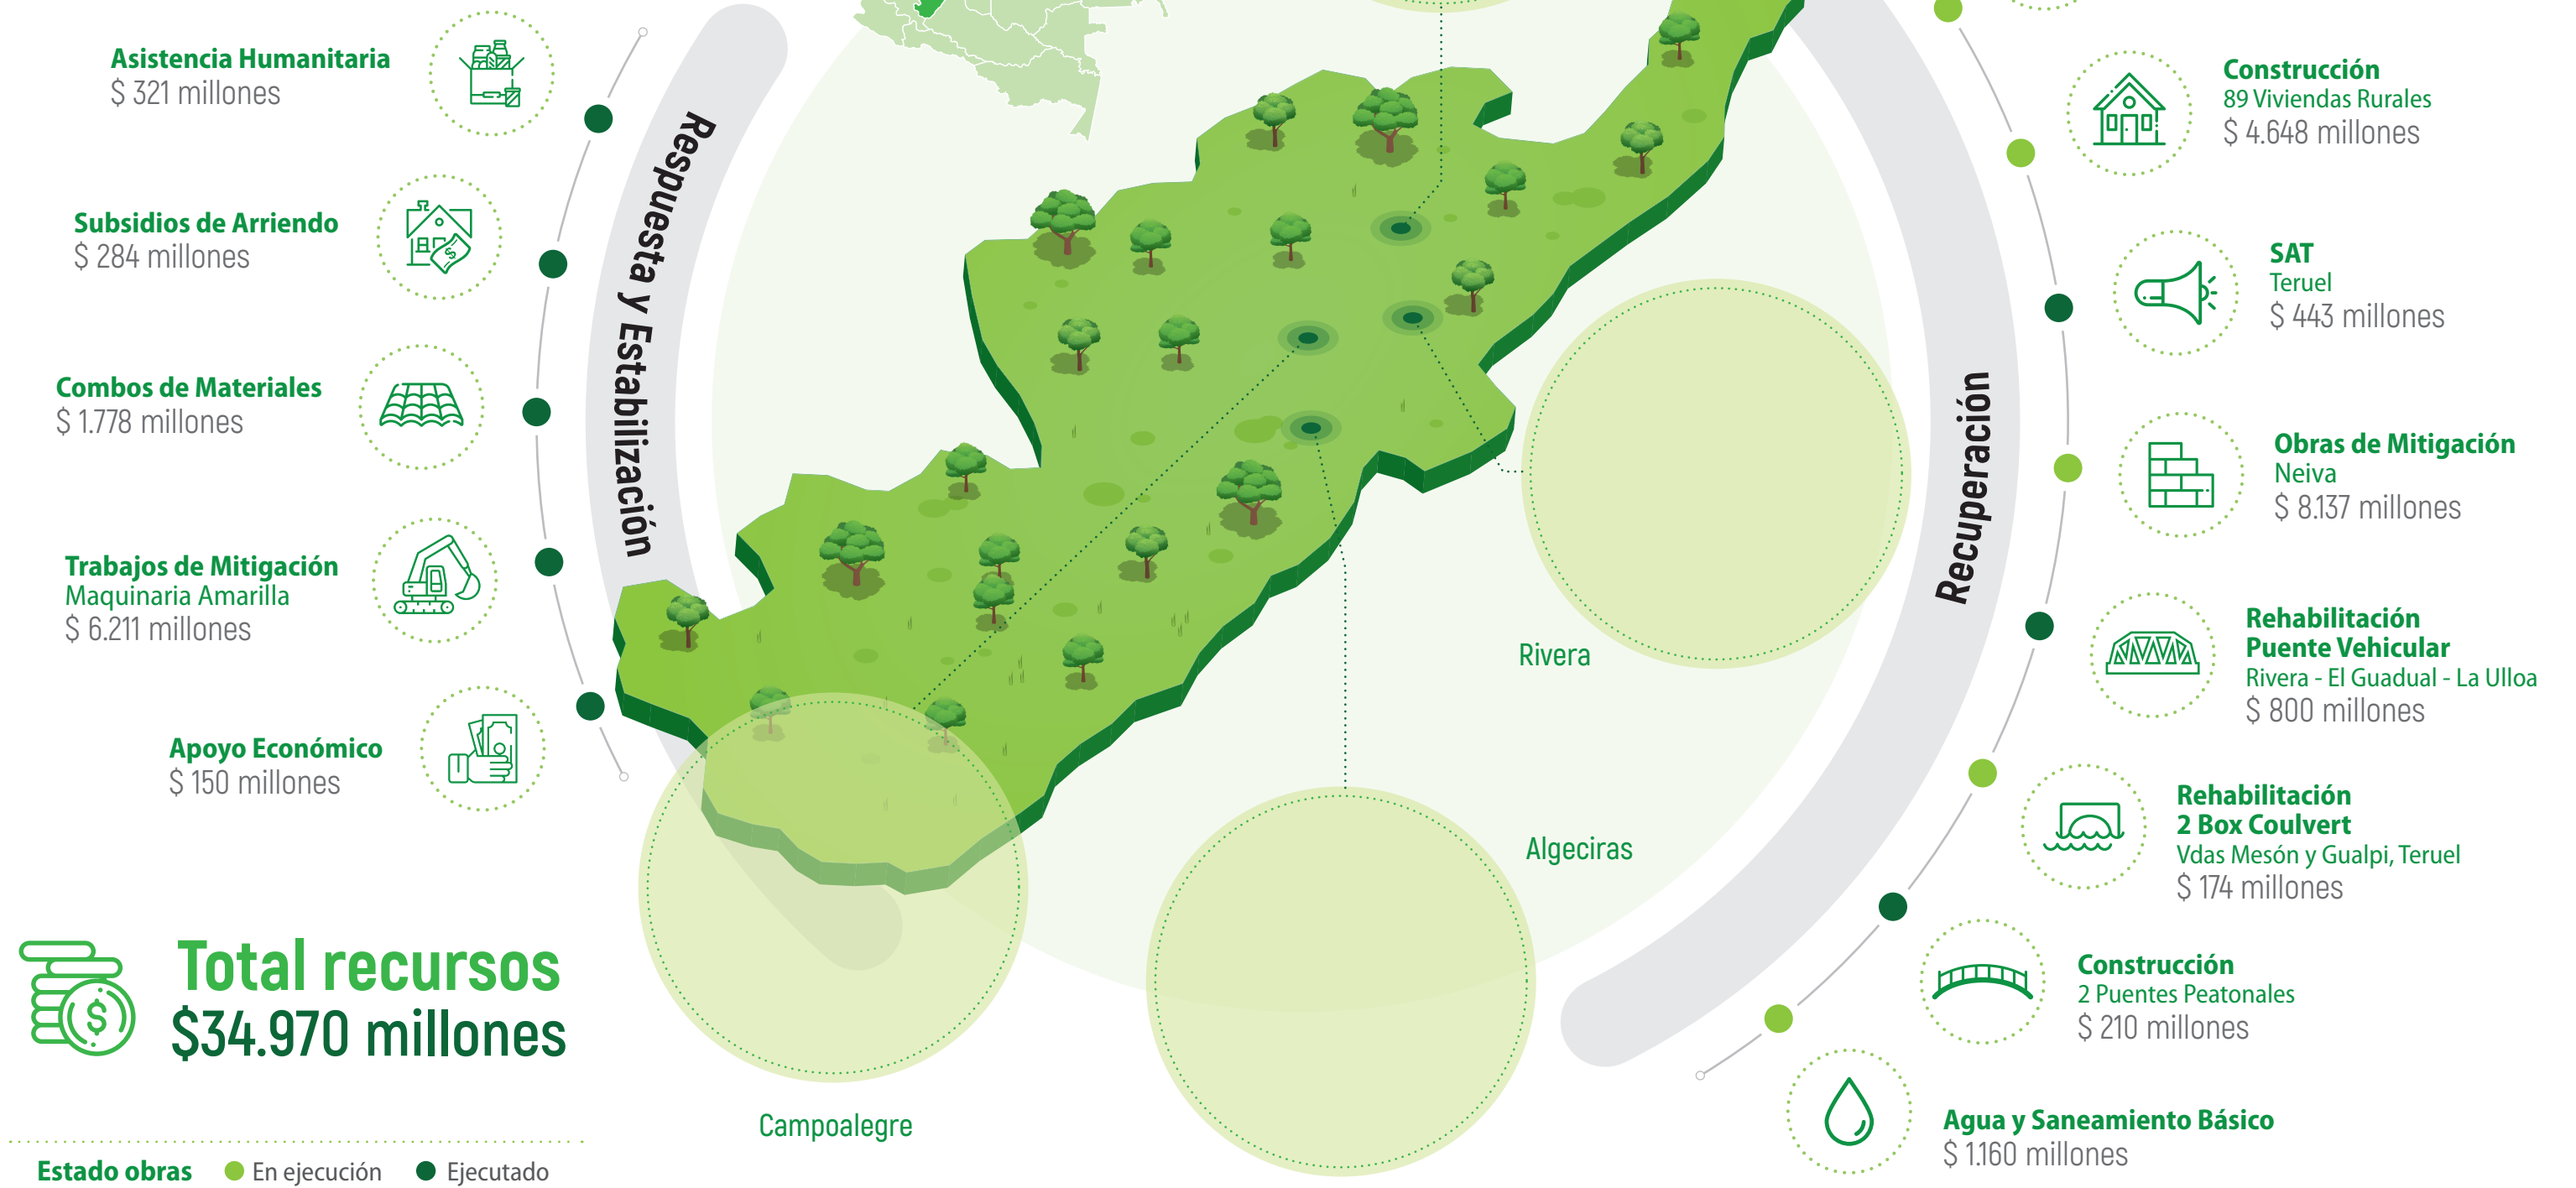 Asistencia Humanitaria
$ 321 millones
Subsidios de Arriendo
$ 284 millones
Combos de Materiales
$ 1.778 millones
Trabajos de Mitigación
Maquinaria Amarilla
$ 6.211 millones
Apoyo Económico
$ 150 millones
Total recursos
$34.970 millones
Estado obras
En ejecución
Ejecutado
Respuesta y Estabilización
Rivera
Algeciras
Campoalegre
Recuperación
Construcción
89 Viviendas Rurales
$ 4.648 millones
SAT
Teruel
$ 443 millones
Obras de Mitigación
Neiva
$ 8.137 millones
Rehabilitación
Puente Vehicular
Rivera - El Guadual - La Ulloa
$ 800 millones
Rehabilitación
2 Box Coulvert
Vdas Mesón y Gualpi, Teruel
$ 174 millones
Construcción
2 Puentes Peatonales
$ 210 millones
Agua y Saneamiento Básico
$ 1.160 millones